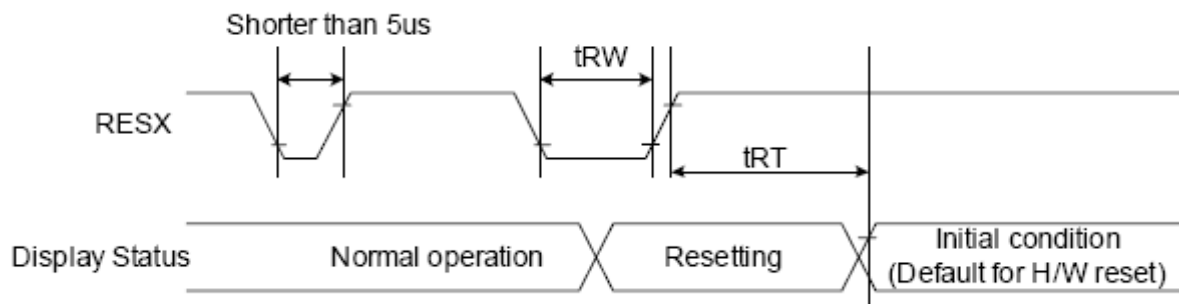 Shorter than 5us
tRW
RESX
tRT
Display Status
Normal operation
Resetting
Initial condition
(Default for H/W reset)